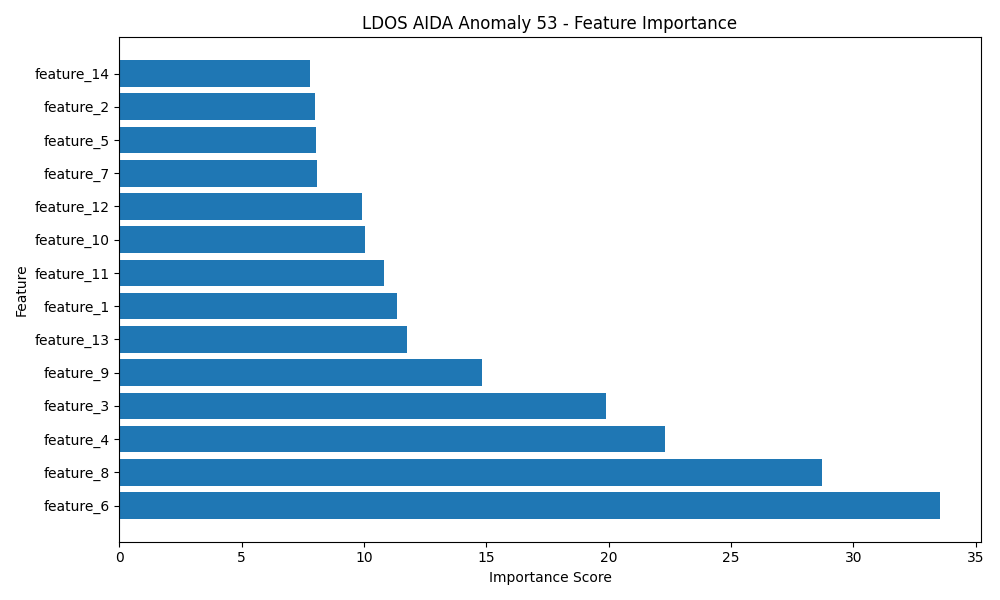 LDOS AIDA Anomaly 53 - Feature Importance
feature_14
feature_2
feature_5
feature_7
feature_12
feature_10
feature_11
feature_1
feature_13
feature_9
feature_3
feature_4
feature_8
feature_6
Feature
0 5 10 15 20 25 30 35
Importance Score